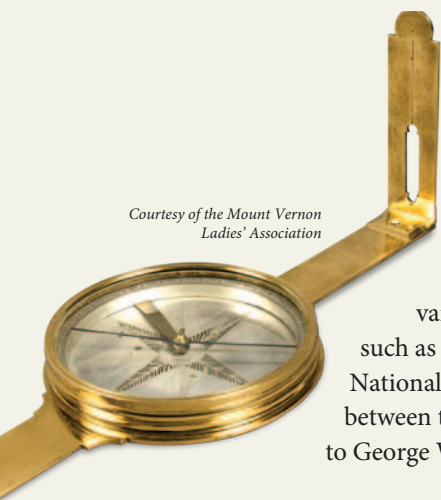 Courtesy of the Mount Vernon
Ladies’ Association
such as
National
between
to George